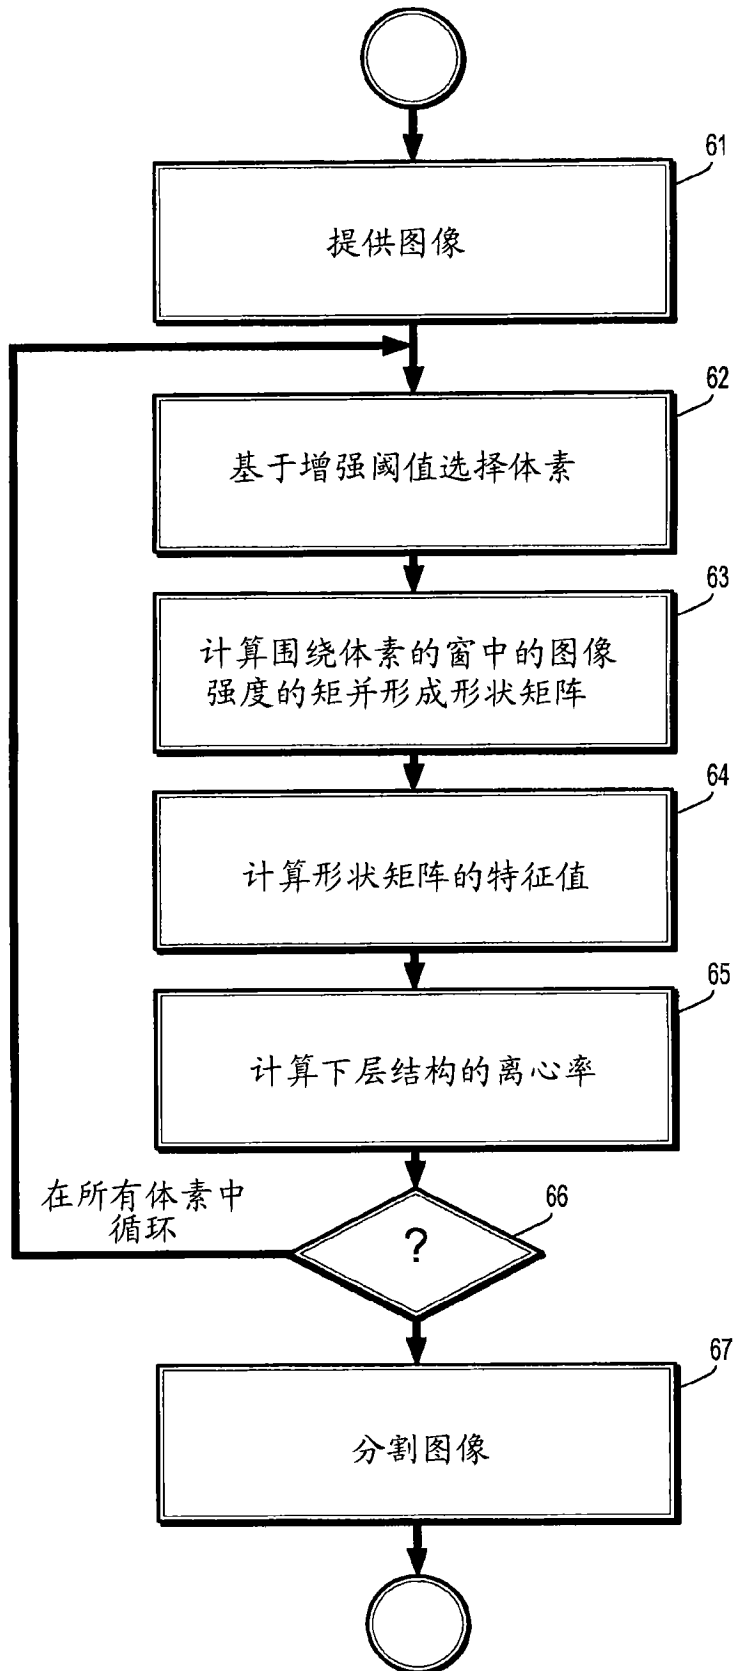 61
提供图像
62
基于增强阈值选择体素
63
计算围绕体素的窗中的图像
强度的矩并形成形状矩阵
64
计算形状矩阵的特征值
65
计算下层结构的离心率
在所有体素中
循环
66
?
67
分割图像